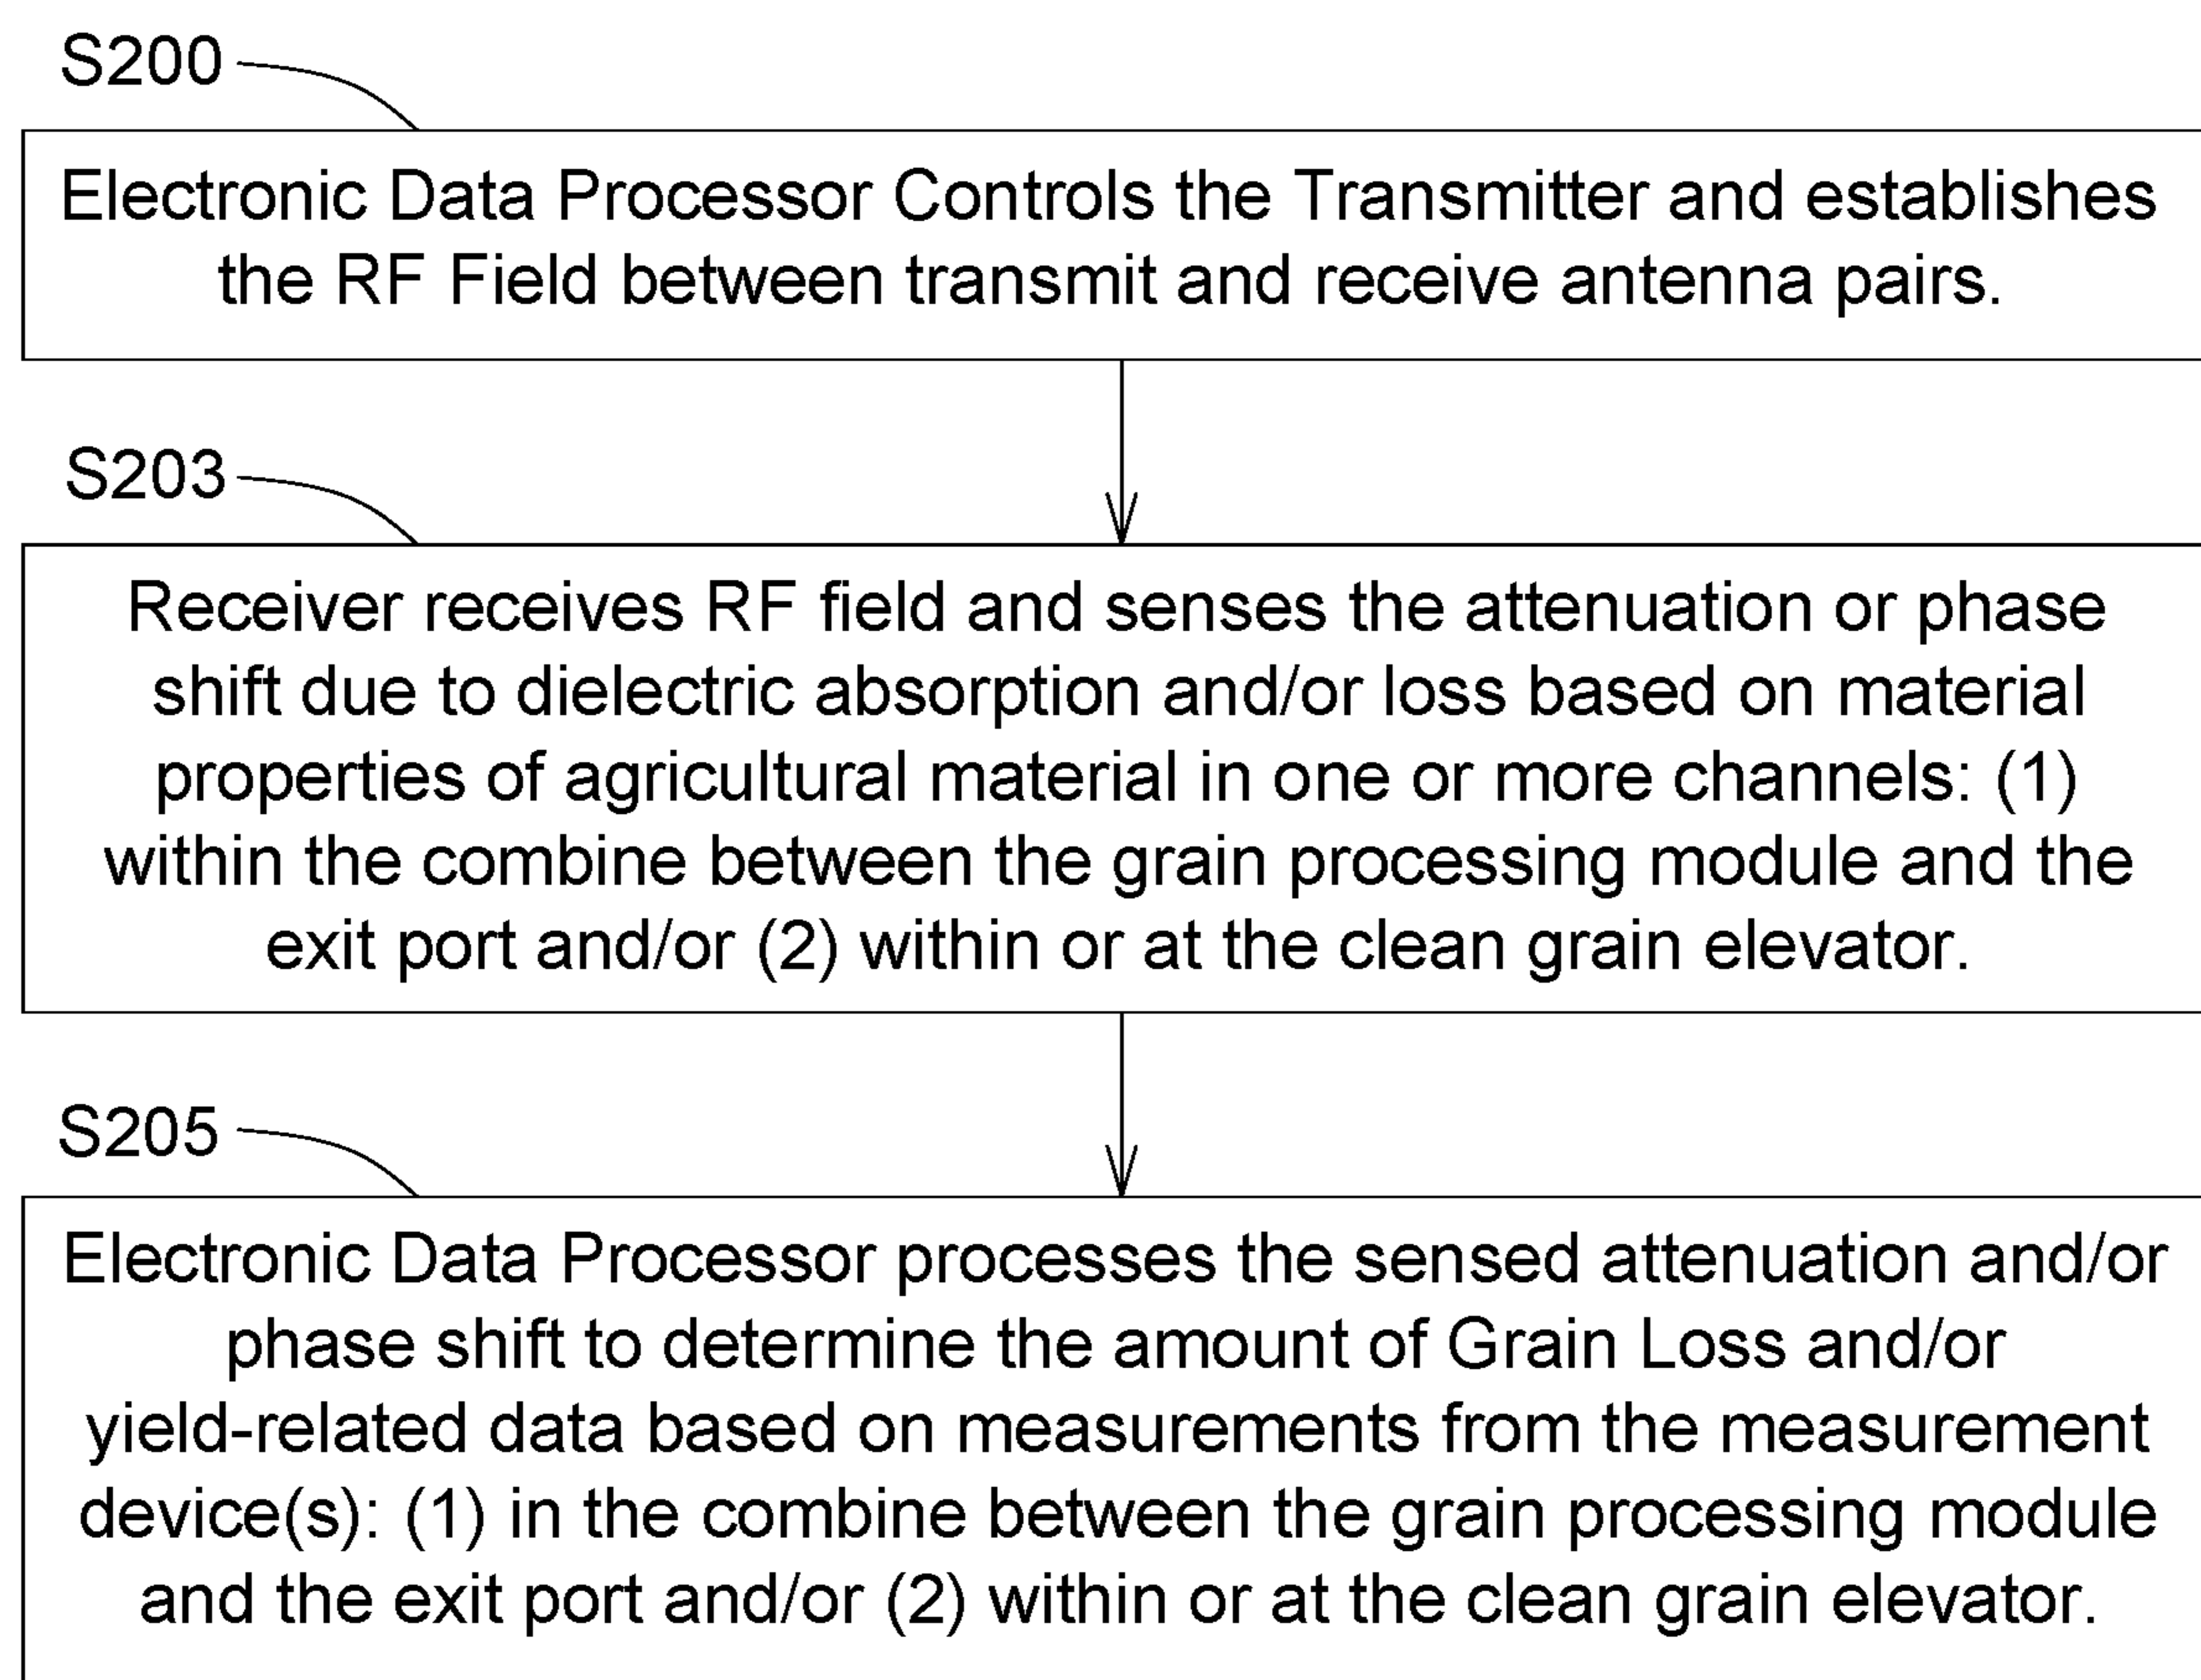 S200
Electronic Data Processor Controls the Transmitter and establishes
the RF Field between transmit and receive antenna pairs.
S203
Receiver receives RF field and senses the attenuation or phase
shift due to dielectric absorption and/or loss based on material
properties of agricultural material in one or more channels: (1)
within the combine between the grain processing module and the
exit port and/or (2) within or at the clean grain elevator.
S205
Electronic Data Processor processes the sensed attenuation and/or
phase shift to determine the amount of Grain Loss and/or
yield-related data based on measurements from the measurement
device(s): (1) in the combine between the grain processing module
and the exit port and/or (2) within or at the clean grain elevator.